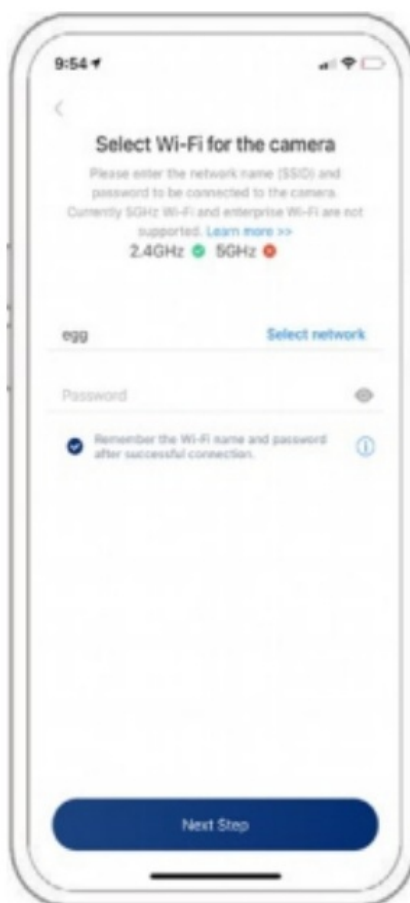 9:54
Select Wi-Fi for the camera
Please enter the network name (SSID) and
password to be connected to the camera.
Currently 5GHz Wi-Fi and enterprise Wi-Fi are not
supported. Learn more >>
2.4GHz 5GHz
egg Select network
Password
Remember the Wi-Fi name and password
after successful connection.
Next Step